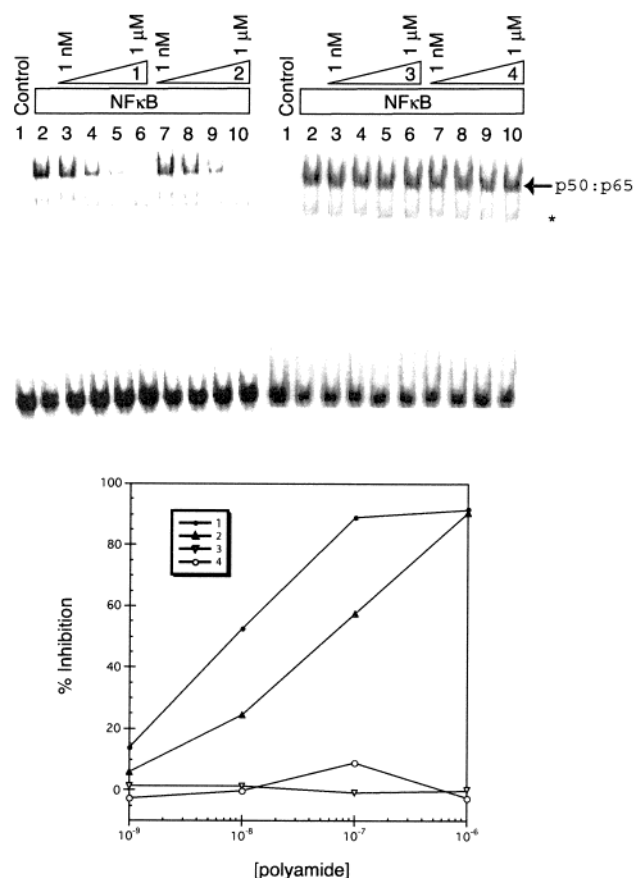 Control 1 nM 1 µM 1 nM 1 µM 1 nM 1 µM 1 nM 1 µM
1 2 3 4
NFκB NFκB
1 2 3 4 5 6 7 8 9 10 1 2 3 4 5 6 7 8 9 10
p50:p65
*
100
80
60
40
20
0
% Inhibition
1
2
3
4
10⁻⁹ 10⁻⁸ 10⁻⁷ 10⁻⁶
[polyamide]